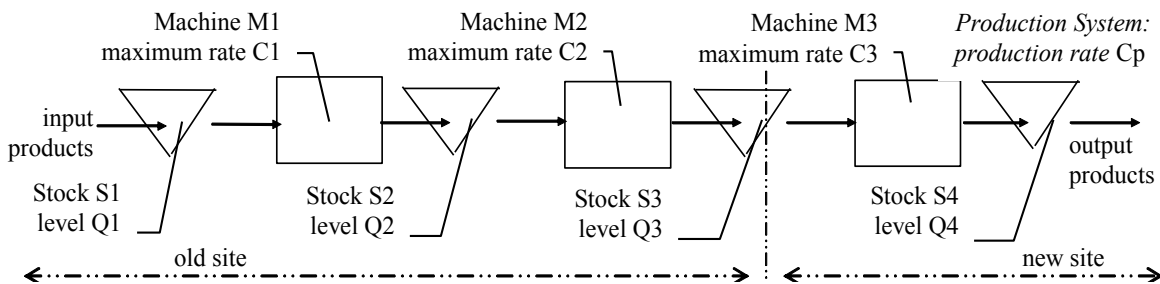 Machine M1
maximum rate C1
Machine M2
maximum rate C2
Machine M3
maximum rate C3
Production System:
production rate Cp
input
products
output
products
Stock S1
level Q1
Stock S2
level Q2
Stock S3
level Q3
Stock S4
level Q4
old site
new site